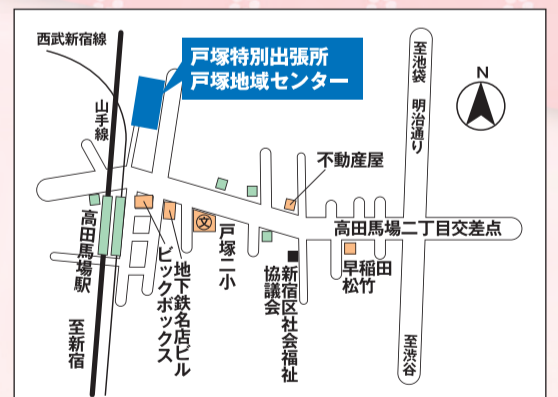 西武新宿線
戸塚特別出張所
戸塚地域センター
N
至池袋　明治通り
山手線
不動産屋
高田馬場二丁目交差点
文
戸塚二小
早稲田
松竹
新宿区社会福祉
協議会
地下鉄名店ビル
ビックボックス
高田馬場駅
至新宿
至渋谷